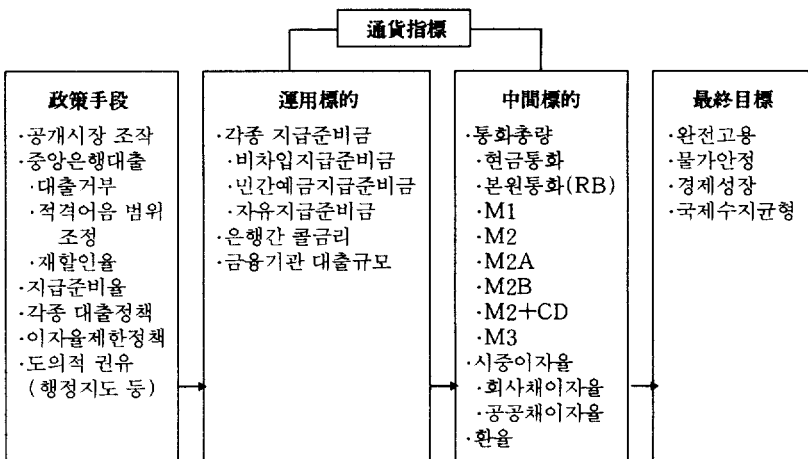 通貨指標
政策手段
·공개시장 조작
·중앙은행대출
·대출거부
·적격어음 범위
조정
·재할인율
·지급준비율
·각종 대출정책
·이자율제한정책
·도의적 권유
(행정지도 등)
運用標的
·각종 지급준비금
·비차입지급준비금
·민간예금지급준비금
·자유지급준비금
·은행간 콜금리
·금융기관 대출규모
中間標的
·통화총량
·현금통화
·본원통화(RB)
·M1
·M2
·M2A
·M2B
·M2+CD
·M3
·시중이자율
·회사채이자율
·공공채이자율
·환율
最終目標
·완전고용
·물가안정
·경제성장
·국제수지균형